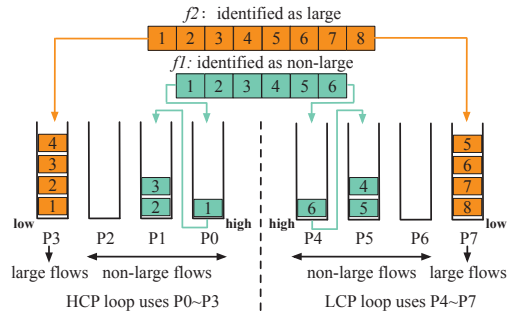 f2: identified as large
1 2 3 4 5 6 7 8
f1: identified as non-large
1 2 3 4 5 6
4 3 2 1
3 2
1
6
4 5
5 6 7 8
low high high low
P3 P2 P1 P0 P4 P5 P6 P7
large flows non-large flows non-large flows large flows
HCP loop uses P0~P3 LCP loop uses P4~P7